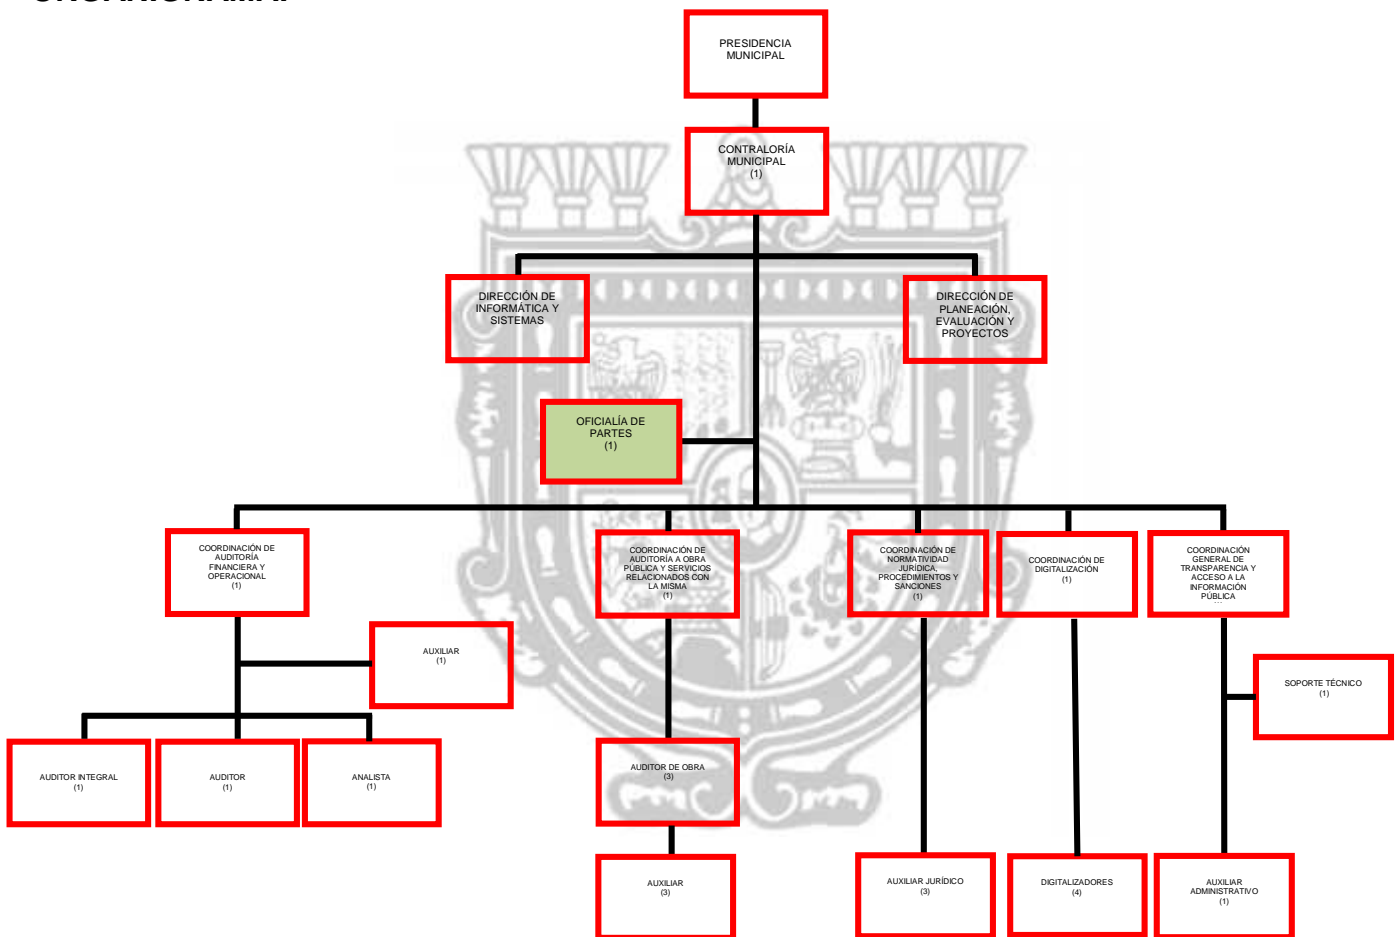 PRESIDENCIA
MUNICIPAL
CONTRALORÍA
MUNICIPAL
(1)
DIRECCIÓN DE
INFORMÁTICA Y
SISTEMAS
DIRECCIÓN DE
PLANEACIÓN,
EVALUACIÓN Y
PROYECTOS
OFICIALÍA DE
PARTES
(1)
COORDINACIÓN DE
AUDITORÍA
FINANCIERA Y
OPERACIONAL
(1)
COORDINACIÓN DE
AUDITORÍA A OBRA
PÚBLICA Y SERVICIOS
RELACIONADOS CON
LA MISMA
(1)
COORDINACIÓN DE
NORMATIVIDAD
JURÍDICA,
PROCEDIMIENTOS Y
SANCIONES
(1)
COORDINACIÓN DE
DIGITALIZACIÓN
(1)
COORDINACIÓN
GENERAL DE
TRANSPARENCIA Y
ACCESO A LA
INFORMACIÓN
PÚBLICA
AUXILIAR
(1)
SOPORTE TÉCNICO
(1)
AUDITOR INTEGRAL
(1)
AUDITOR
(1)
ANALISTA
(1)
AUDITOR DE OBRA
(3)
AUXILIAR
(3)
AUXILIAR JURÍDICO
(3)
DIGITALIZADORES
(4)
AUXILIAR
ADMINISTRATIVO
(1)